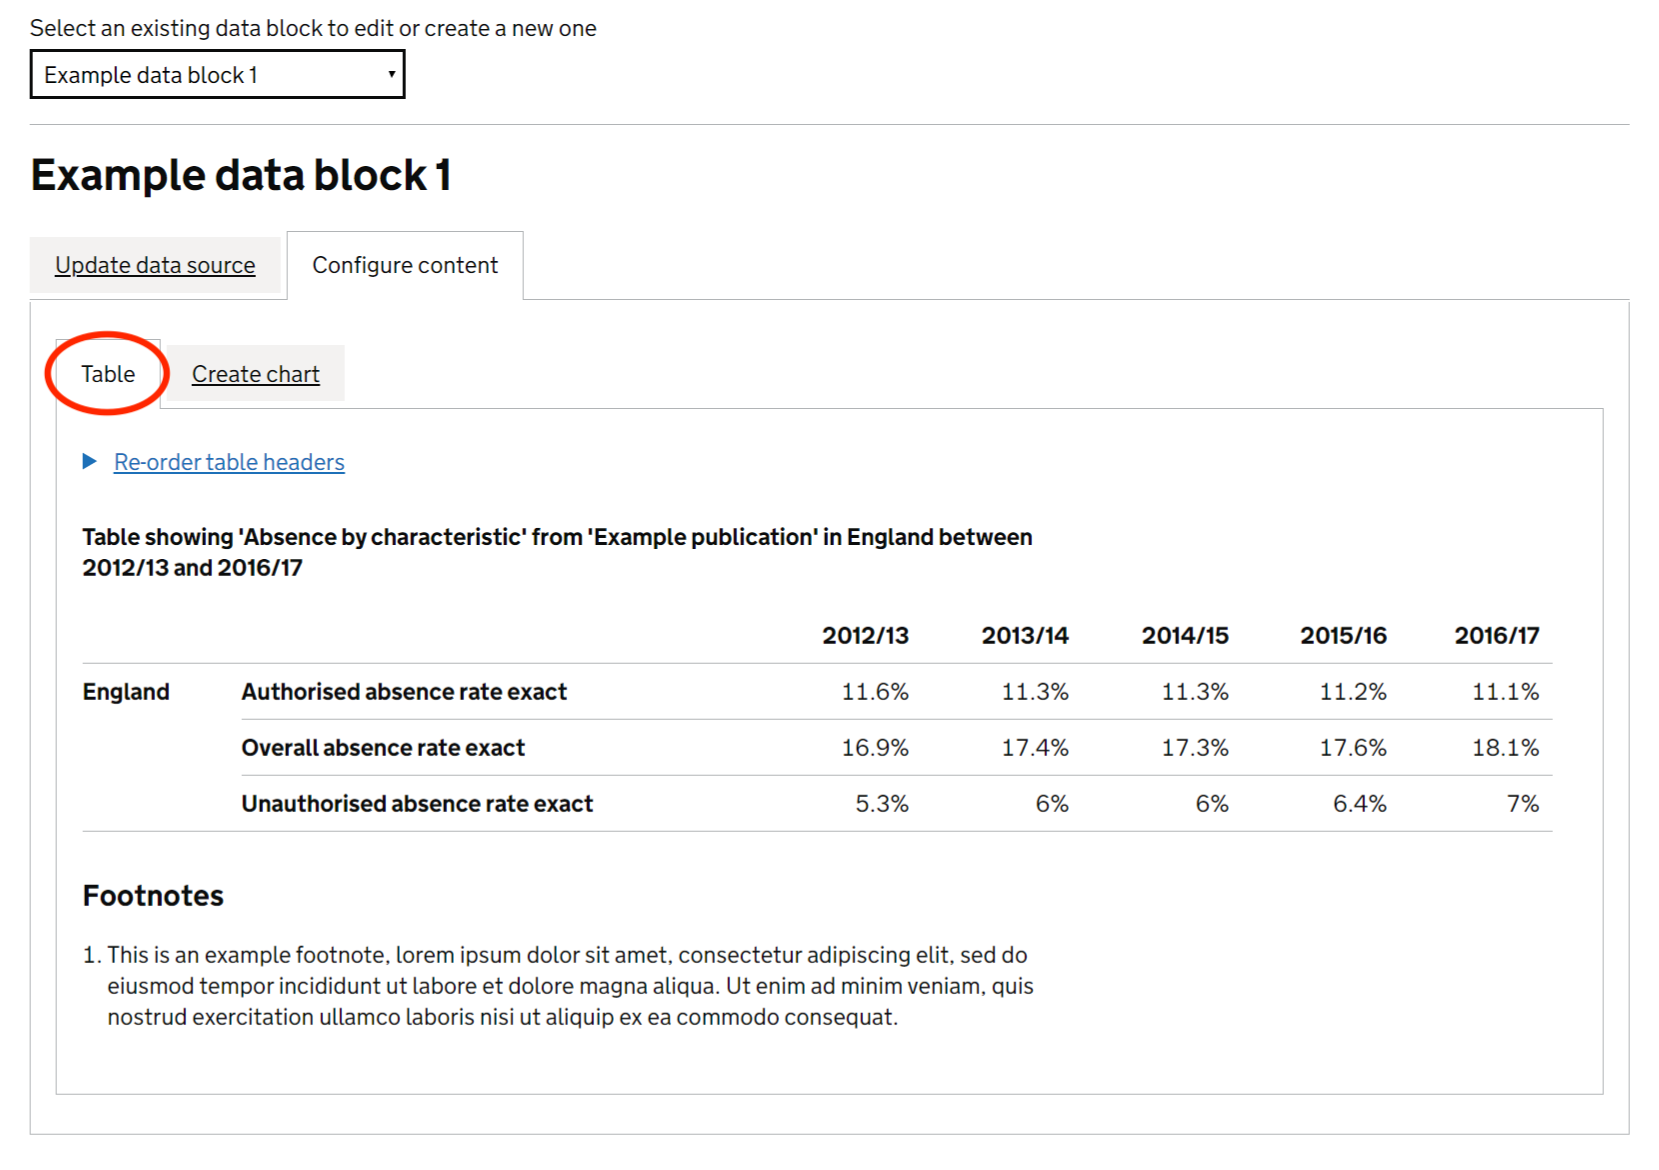 Select an existing data block to edit or create a new one
Example data block 1
Example data block 1
Update data source Configure content
Table Create chart
Re-order table headers
Table showing 'Absence by characteristic' from 'Example publication' in England between
2012/13 and 2016/17
2012/13 2013/14 2014/15 2015/16 2016/17
England Authorised absence rate exact 11.6% 11.3% 11.3% 11.2% 11.1%
Overall absence rate exact 16.9% 17.4% 17.3% 17.6% 18.1%
Unauthorised absence rate exact 5.3% 6% 6% 6.4% 7%
Footnotes
1. This is an example footnote, lorem ipsum dolor sit amet, consectetur adipiscing elit, sed do
eiusmod tempor incididunt ut labore et dolore magna aliqua. Ut enim ad minim veniam, quis
nostrud exercitation ullamco laboris nisi ut aliquip ex ea commodo consequat.